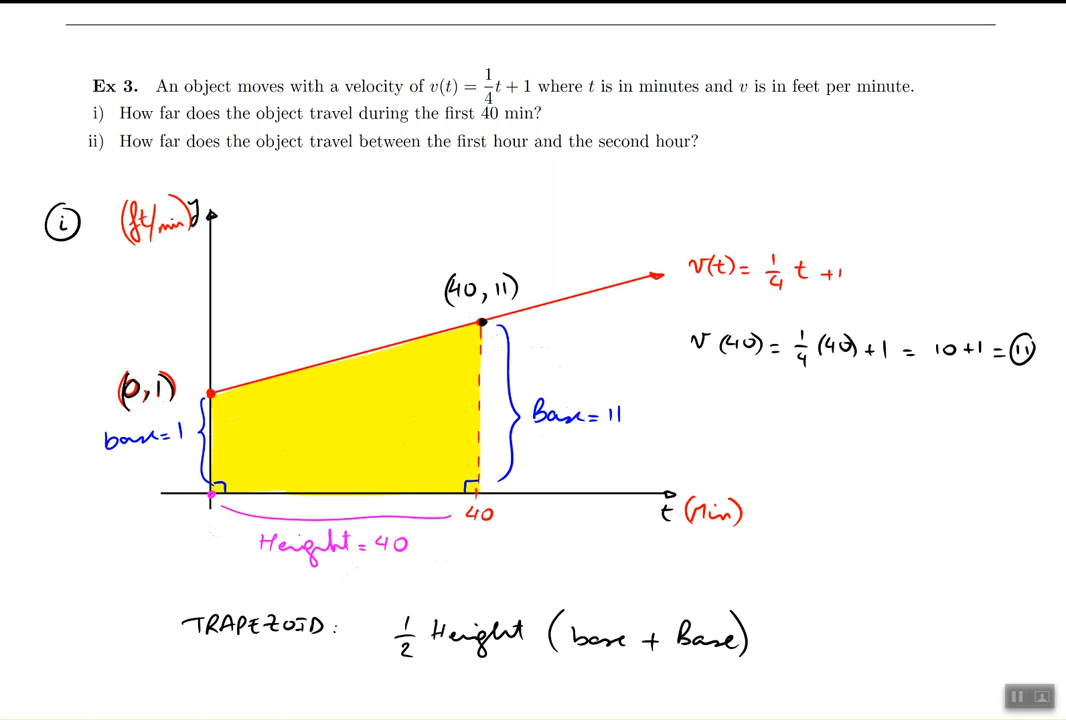 Ex 3. An object moves with a velocity of v(t) = 1/4 t + 1 where t is in minutes and v is in feet per minute.
i) How far does the object travel during the first 40 min?
ii) How far does the object travel between the first hour and the second hour?
i
(ft/min) y
v(t) = 1/4 t + 1
(40, 11)
v(40) = 1/4 (40) + 1 = 10 + 1 = 11
(0, 1)
base = 1
Base = 11
40
t (Min)
Height = 40
TRAPEZOID: 1/2 Height (base + Base)